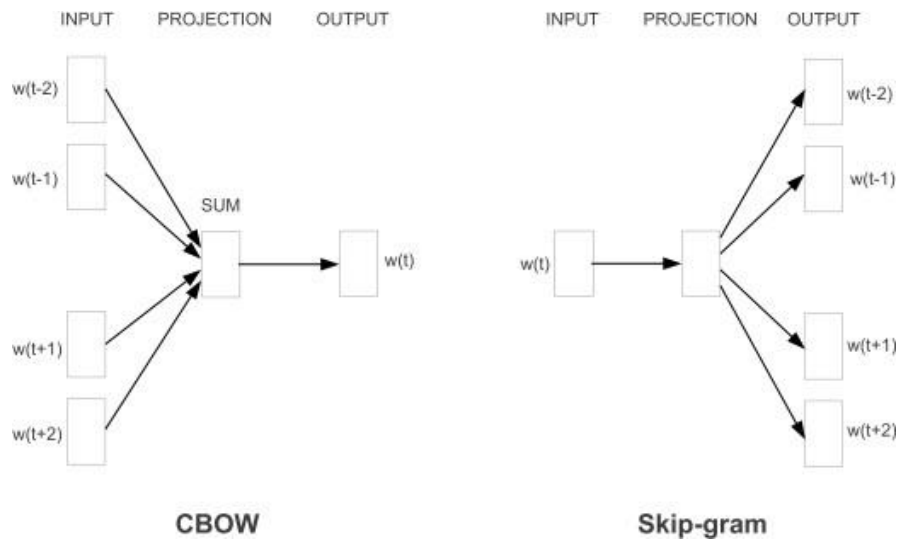 INPUT PROJECTION OUTPUT
w(t-2)
w(t-1)
SUM
w(t)
w(t+1)
w(t+2)
CBOW
INPUT PROJECTION OUTPUT
w(t-2)
w(t-1)
w(t)
w(t+1)
w(t+2)
Skip-gram